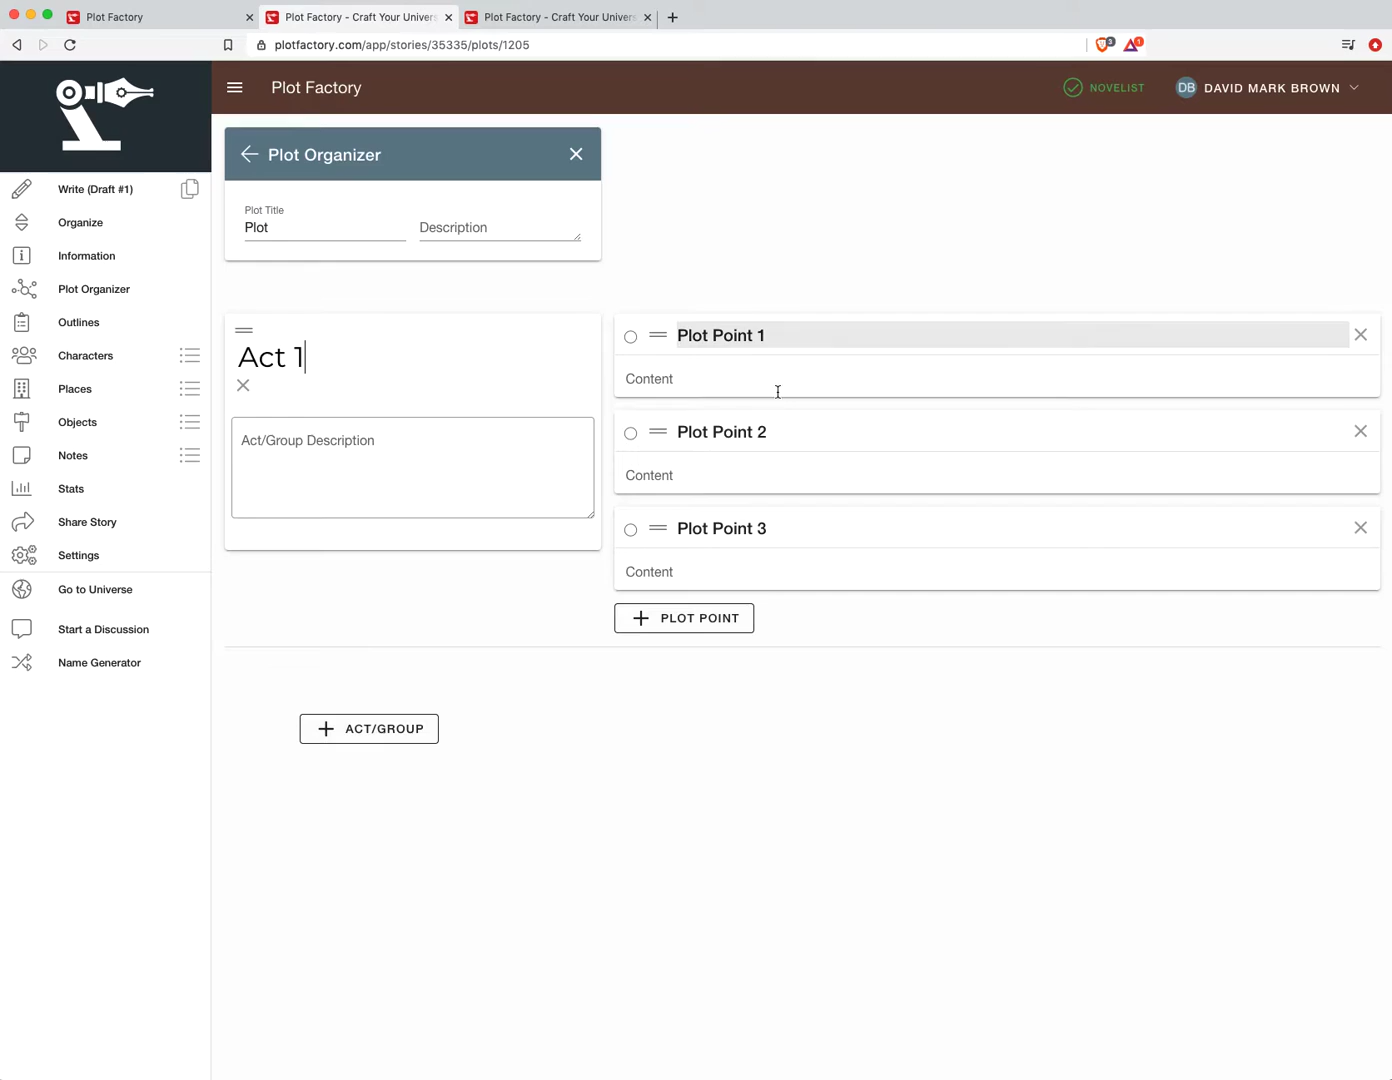 Plot Factory
Plot Factory - Craft Your Univers
Plot Factory - Craft Your Univers
plotfactory.com/app/stories/35335/plots/1205
3
1
Plot Factory
NOVELIST
DB
DAVID MARK BROWN
Write (Draft #1)
Organize
Information
Plot Organizer
Outlines
Characters
Places
Objects
Notes
Stats
Share Story
Settings
Go to Universe
Start a Discussion
Name Generator
Plot Organizer
Plot Title
Plot
Description
Act 1
Act/Group Description
Plot Point 1
Content
Plot Point 2
Content
Plot Point 3
Content
PLOT POINT
ACT/GROUP